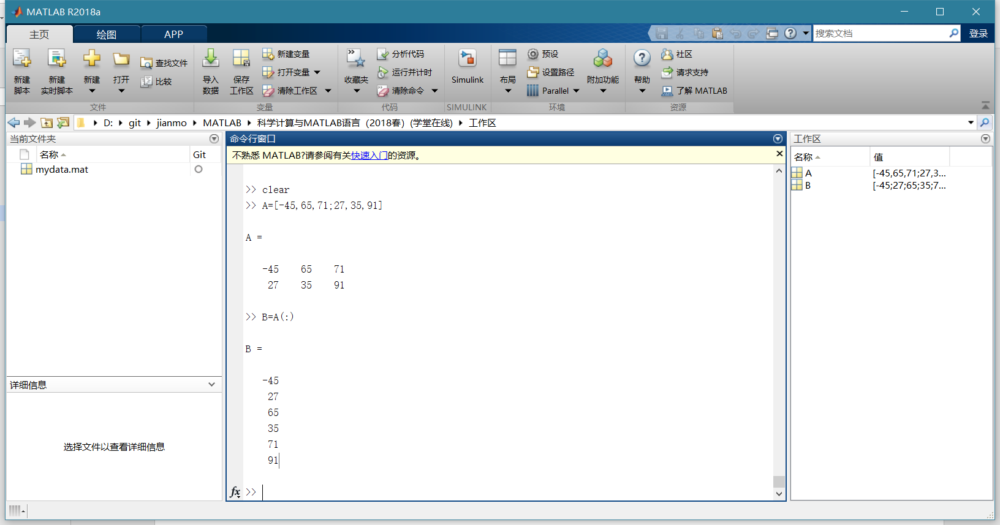 MATLAB R2018a
主页 绘图 APP 搜索文档 登录
新建脚本
新建实时脚本
新建
打开
查找文件
比较
文件
导入数据
保存工作区
新建变量
打开变量
清除工作区
变量
收藏夹
分析代码
运行并计时
清除命令
代码
Simulink
SIMULINK
布局
预设
设置路径
Parallel
附加功能
环境
帮助
社区
请求支持
了解 MATLAB
资源
D: git jianmo MATLAB 科学计算与MATLAB语言（2018春）(学堂在线) 工作区
当前文件夹
名称 Git
mydata.mat
详细信息
选择文件以查看详细信息
命令行窗口
不熟悉 MATLAB?请参阅有关快速入门的资源。
>> clear
>> A=[-45,65,71;27,35,91]
A =
-45 65 71
27 35 91
>> B=A(:)
B =
-45
27
65
35
71
91
fx >>
工作区
名称 值
A [-45,65,71;27,3...
B [-45;27;65;35;7...